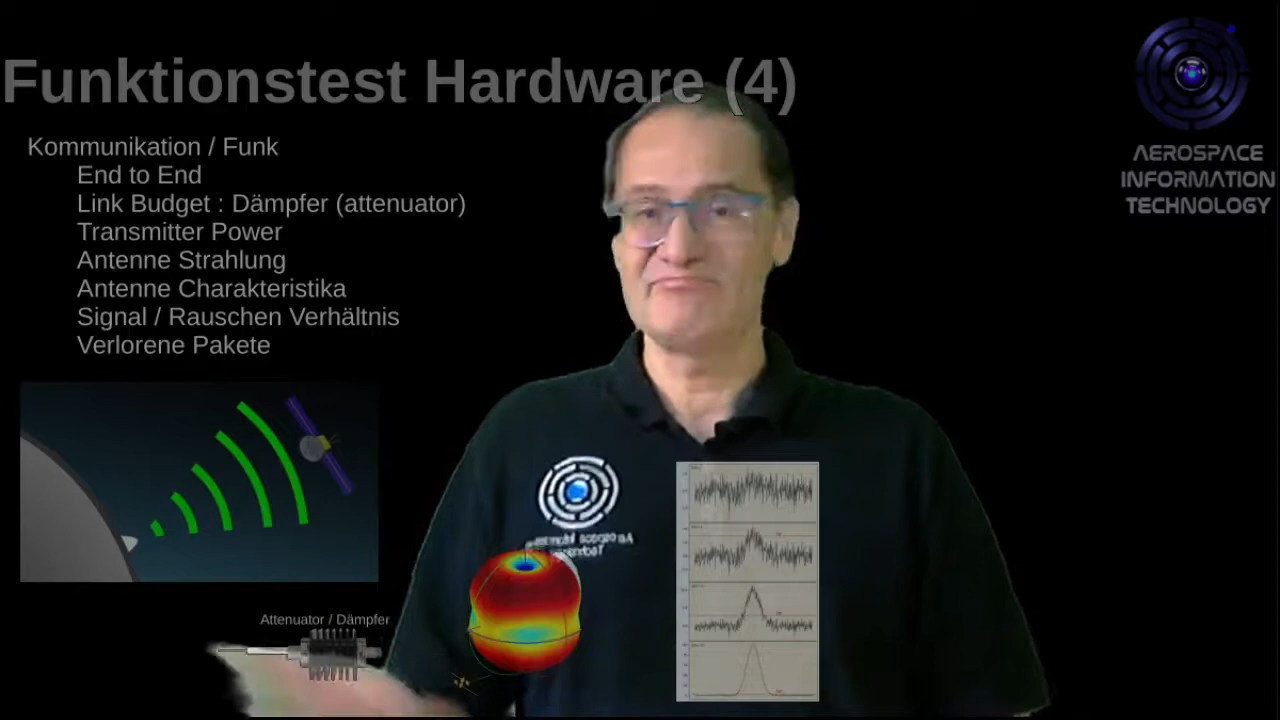 Funktionstest Hardware (4)
Kommunikation / Funk
End to End
Link Budget : Dämpfer (attenuator)
Transmitter Power
Antenne Strahlung
Antenne Charakteristika
Signal / Rauschen Verhältnis
Verlorene Pakete
Attenuator / Dämpfer
AEROSPACE
INFORMATION
TECHNOLOGY